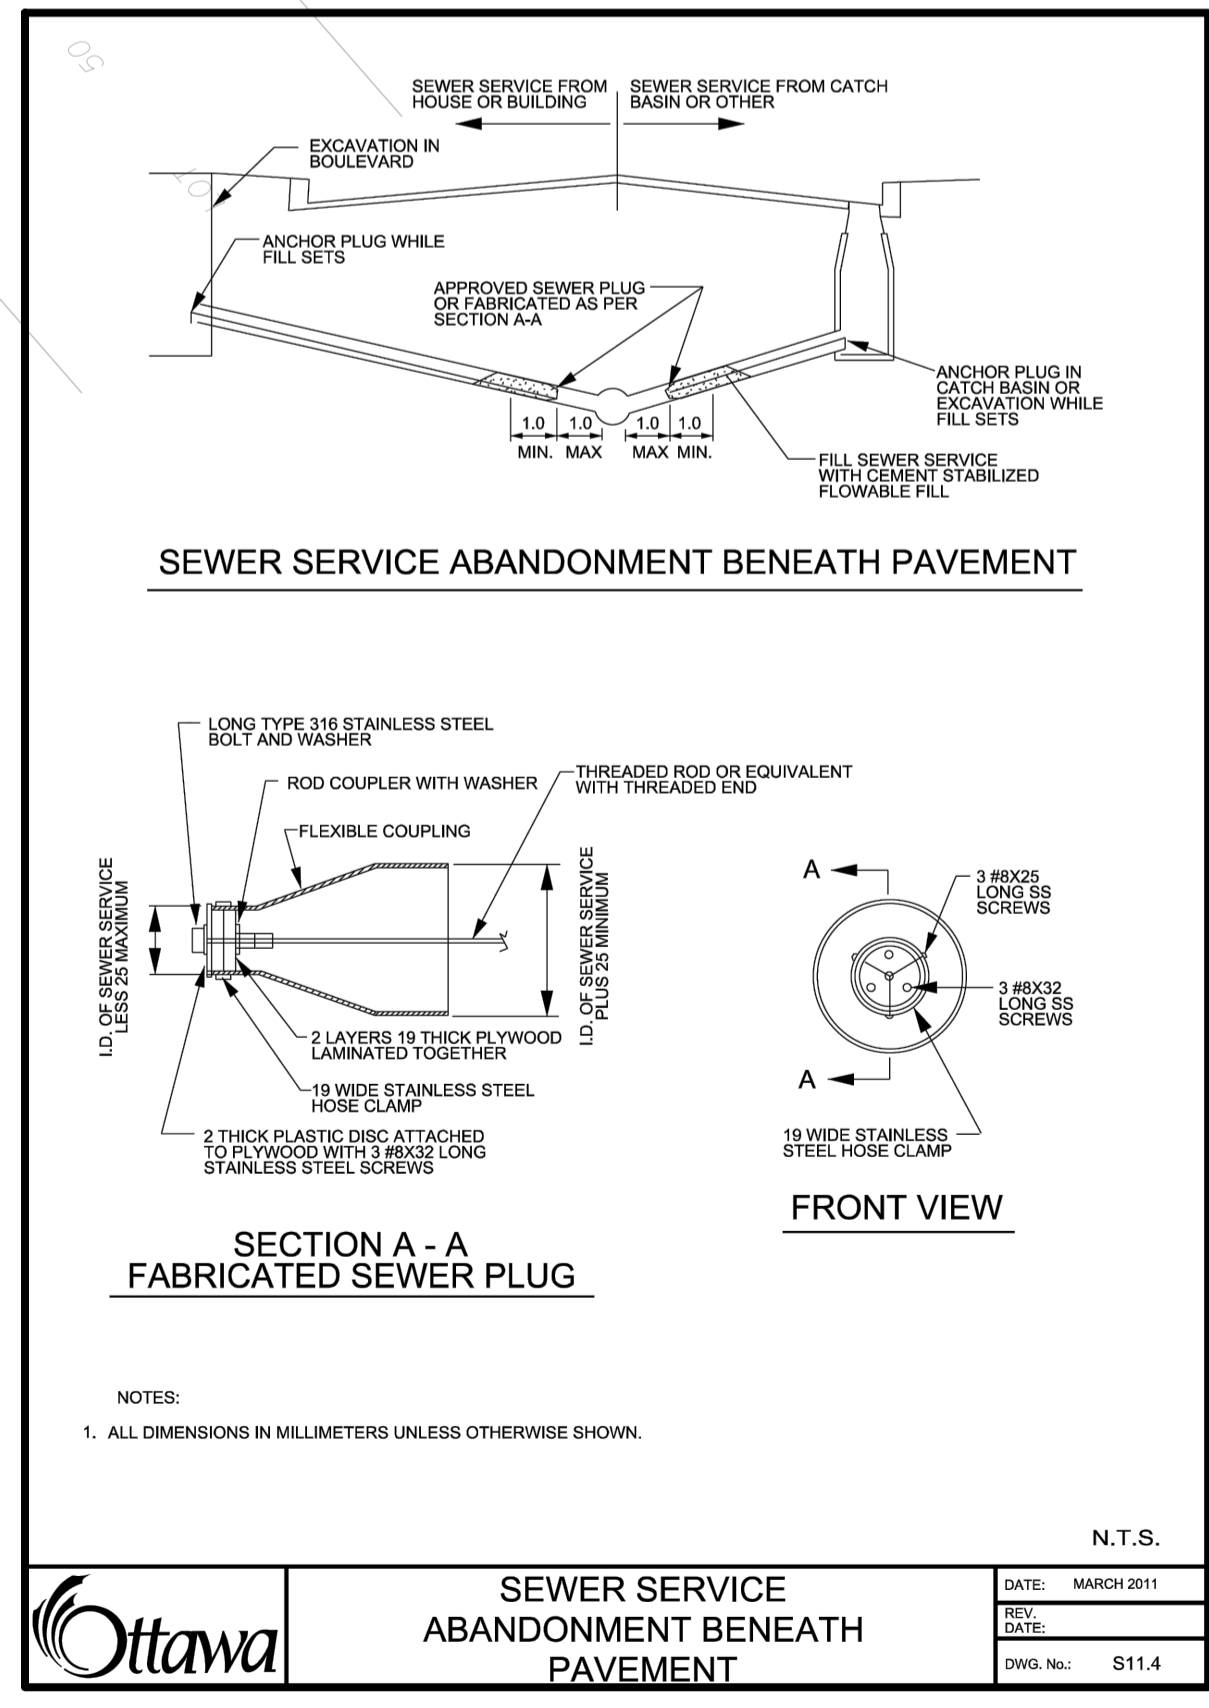 50
SEWER SERVICE FROM
HOUSE OR BUILDING
SEWER SERVICE FROM CATCH
BASIN OR OTHER
EXCAVATION IN
BOULEVARD
ANCHOR PLUG WHILE
FILL SETS
APPROVED SEWER PLUG
OR FABRICATED AS PER
SECTION A-A
ANCHOR PLUG IN
CATCH BASIN OR
EXCAVATION WHILE
FILL SETS
1.0 1.0 1.0 1.0
MIN. MAX MAX MIN.
FILL SEWER SERVICE
WITH CEMENT STABILIZED
FLOWABLE FILL
SEWER SERVICE ABANDONMENT BENEATH PAVEMENT
LONG TYPE 316 STAINLESS STEEL
BOLT AND WASHER
ROD COUPLER WITH WASHER
THREADED ROD OR EQUIVALENT
WITH THREADED END
FLEXIBLE COUPLING
I.D. OF SEWER SERVICE
LESS 25 MAXIMUM
I.D. OF SEWER SERVICE
PLUS 25 MINIMUM
2 LAYERS 19 THICK PLYWOOD
LAMINATED TOGETHER
19 WIDE STAINLESS STEEL
HOSE CLAMP
2 THICK PLASTIC DISC ATTACHED
TO PLYWOOD WITH 3 #8X32 LONG
STAINLESS STEEL SCREWS
SECTION A - A
FABRICATED SEWER PLUG
A
3 #8X25
LONG SS
SCREWS
3 #8X32
LONG SS
SCREWS
A
19 WIDE STAINLESS
STEEL HOSE CLAMP
FRONT VIEW
NOTES:
1. ALL DIMENSIONS IN MILLIMETERS UNLESS OTHERWISE SHOWN.
N.T.S.
Ottawa
SEWER SERVICE
ABANDONMENT BENEATH
PAVEMENT
DATE: MARCH 2011
REV.
DATE:
DWG. No.: S11.4